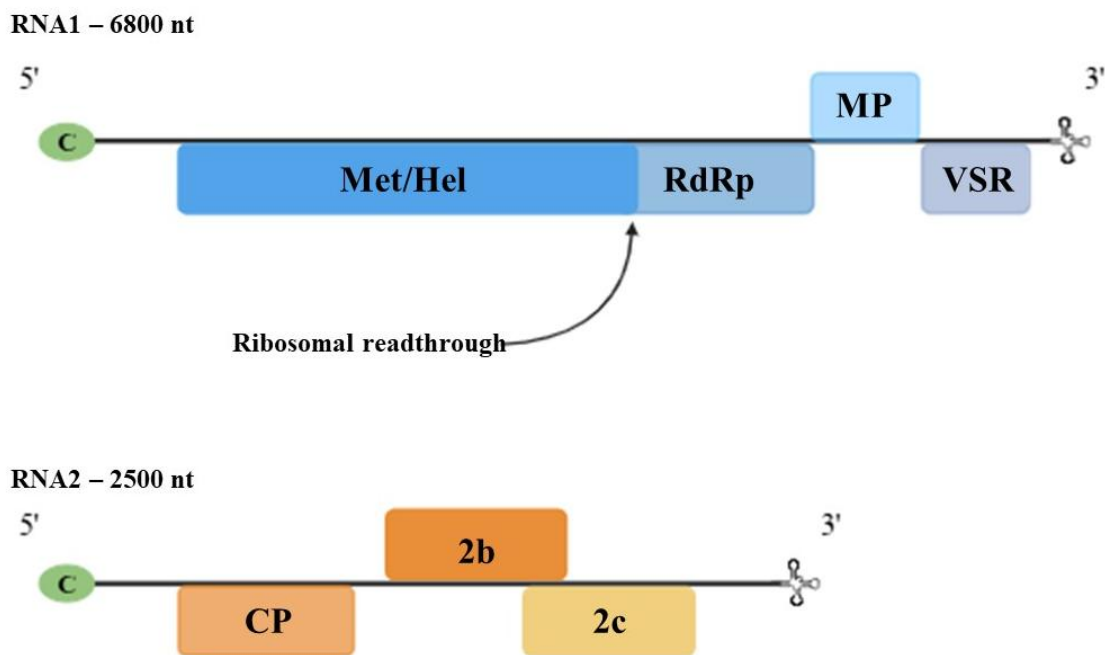 RNA1 – 6800 nt
5'
3'
C
MP
Met/Hel
RdRp
VSR
Ribosomal readthrough
RNA2 – 2500 nt
5'
3'
C
2b
CP
2c